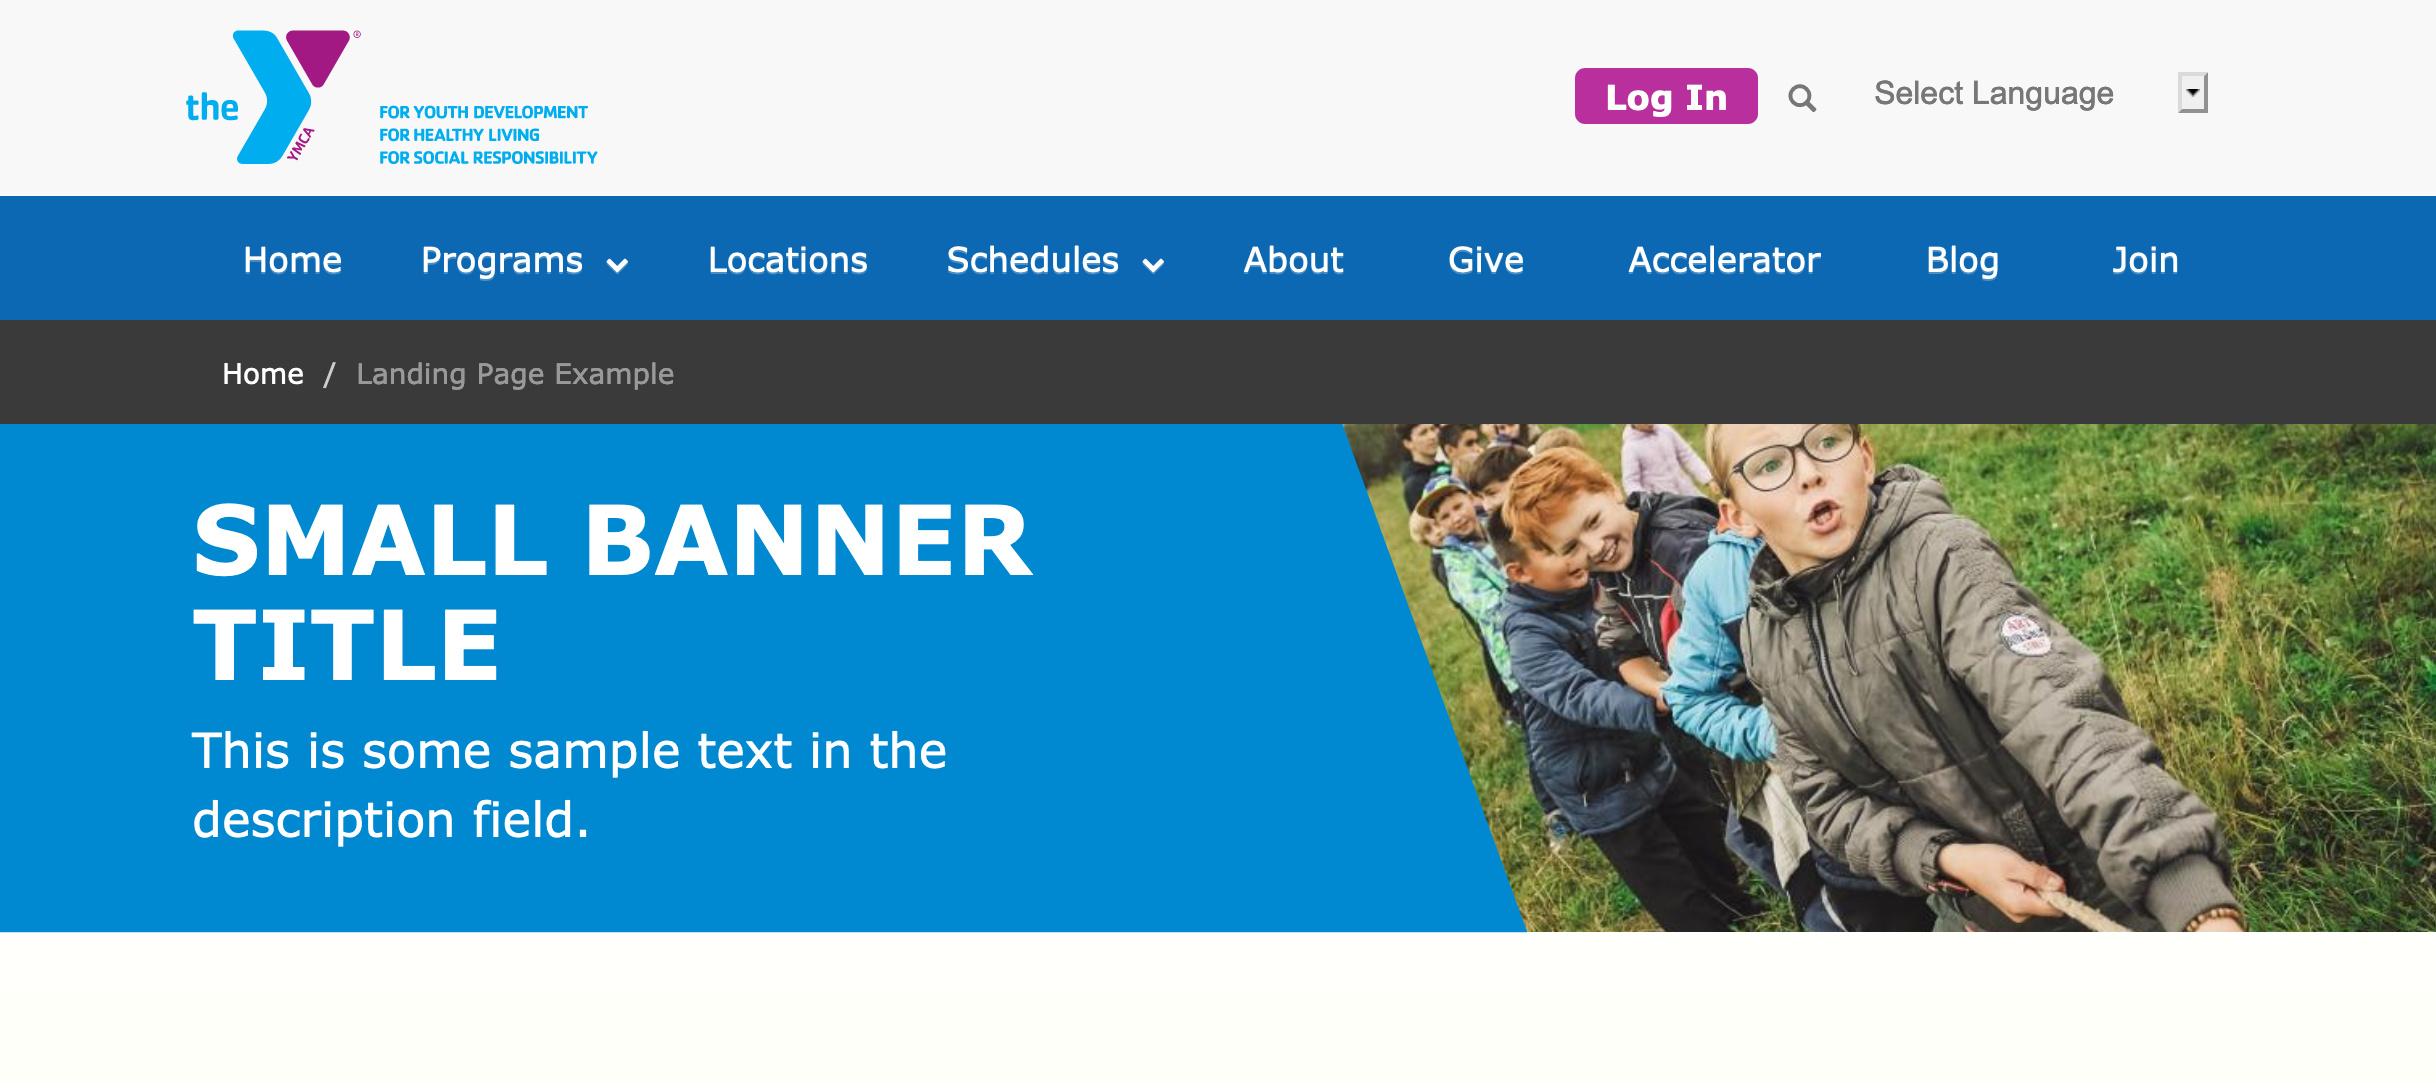 the
YMCA
®
FOR YOUTH DEVELOPMENT
FOR HEALTHY LIVING
FOR SOCIAL RESPONSIBILITY
Log In
Select Language
Home Programs Locations Schedules About Give Accelerator Blog Join
Home / Landing Page Example
SMALL BANNER
TITLE
This is some sample text in the
description field.
ART